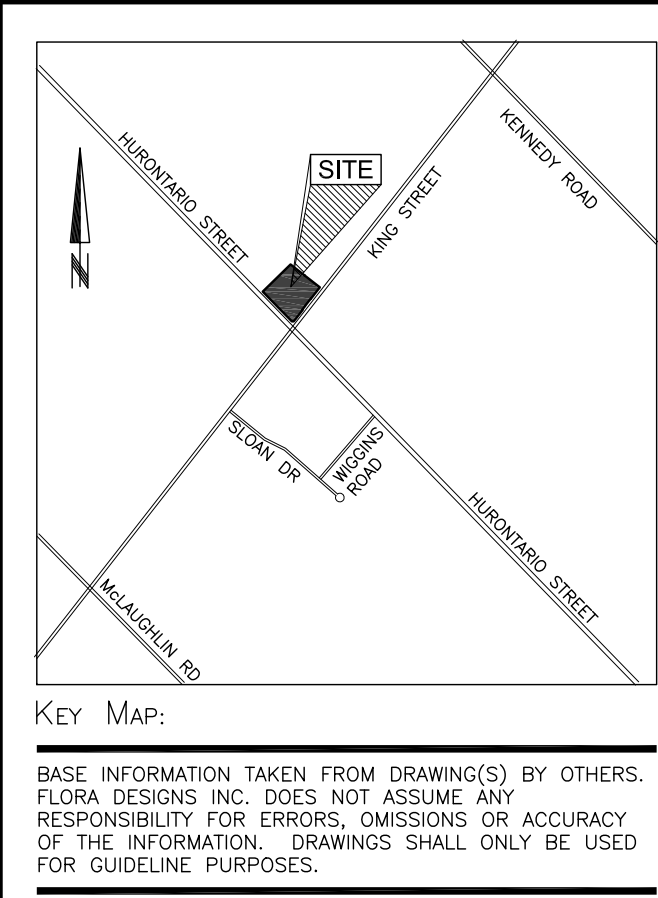 HURONTARIO STREET
KENNEDY ROAD
SITE
KING STREET
N
SLOAN DR
WIGGINS
ROAD
HURONTARIO STREET
McLAUGHLIN RD
KEY MAP:
BASE INFORMATION TAKEN FROM DRAWING(S) BY OTHERS.
FLORA DESIGNS INC. DOES NOT ASSUME ANY
RESPONSIBILITY FOR ERRORS, OMISSIONS OR ACCURACY
OF THE INFORMATION. DRAWINGS SHALL ONLY BE USED
FOR GUIDELINE PURPOSES.